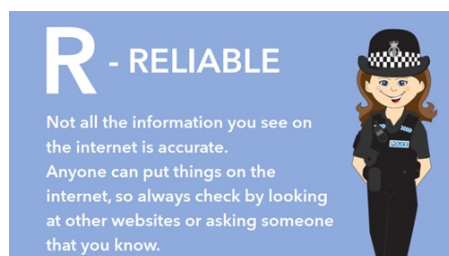 R - RELIABLE
Not all the information you see on
the internet is accurate.
Anyone can put things on the
internet, so always check by looking
at other websites or asking someone
that you know.
POLICE